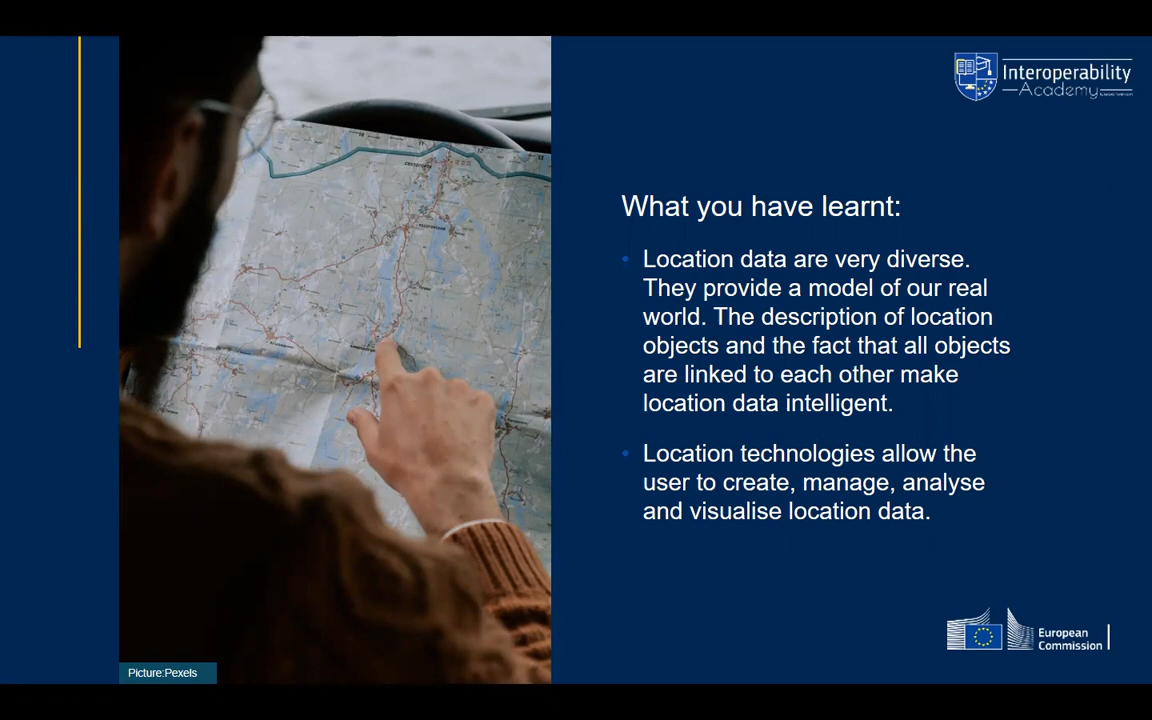 Interoperability
Academy
What you have learnt:
• Location data are very diverse.
They provide a model of our real
world. The description of location
objects and the fact that all objects
are linked to each other make
location data intelligent.
• Location technologies allow the
user to create, manage, analyse
and visualise location data.
European
Commission
Picture:Pexels